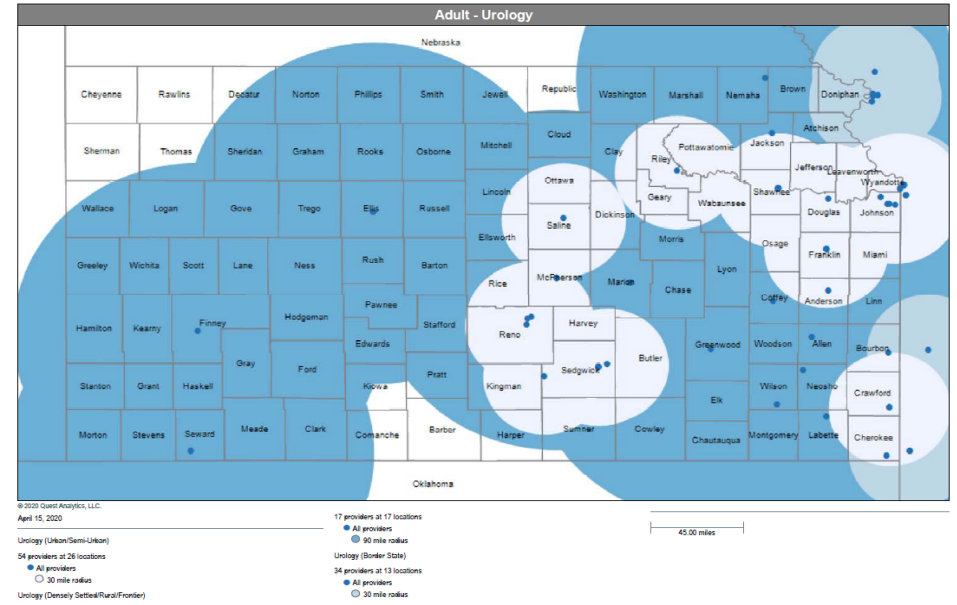 Adult - Urology
Nebraska
Cheyenne Rawlins Decatur Norton Phillips Smith Jewell Republic Washington Marshall Nemaha Brown Doniphan
Cloud Atchison
Sherman Thomas Sheridan Graham Rooks Osborne Mitchell Clay Riley Pottawatomie Jackson Jefferson Leavenworth
Ottawa Wyandotte
Lincoln Geary Wabaunsee Shawnee
Wallace Logan Gove Trego Ellis Russell Saline Dickinson Douglas Johnson
Ellsworth Morris Osage Franklin Miami
Greeley Wichita Scott Lane Ness Rush Barton McPherson Lyon
Rice Marion Chase Coffey Anderson Linn
Hamilton Kearny Finney Hodgeman Pawnee Stafford Reno Harvey
Edwards Greenwood Woodson Allen Bourbon
Gray Ford Sedgwick Butler
Stanton Grant Haskell Kiowa Pratt Kingman Elk Wilson Neosho Crawford
Morton Stevens Seward Meade Clark Comanche Barber Harper Sumner Cowley Chautauqua Montgomery Labette Cherokee
Oklahoma
© 2020 Quest Analytics, LLC.
April 15, 2020
Urology (Urban/Semi-Urban)
54 providers at 26 locations
All providers
30 mile radius
Urology (Densely Settled/Rural/Frontier)
17 providers at 17 locations
All providers
90 mile radius
Urology (Border State)
34 providers at 13 locations
All providers
30 mile radius
45.00 miles